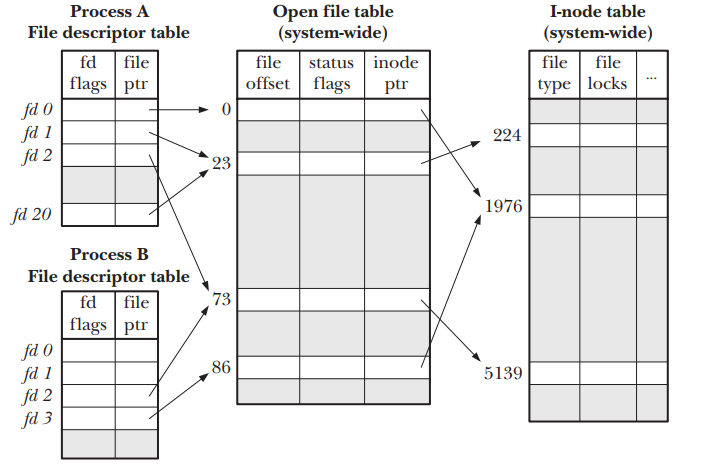 Process A
File descriptor table
fd
flags
file
ptr
fd 0
fd 1
fd 2
fd 20
Process B
File descriptor table
fd
flags
file
ptr
fd 0
fd 1
fd 2
fd 3
Open file table
(system-wide)
file
offset
status
flags
inode
ptr
0
23
73
86
I-node table
(system-wide)
file
type
file
locks
...
224
1976
5139